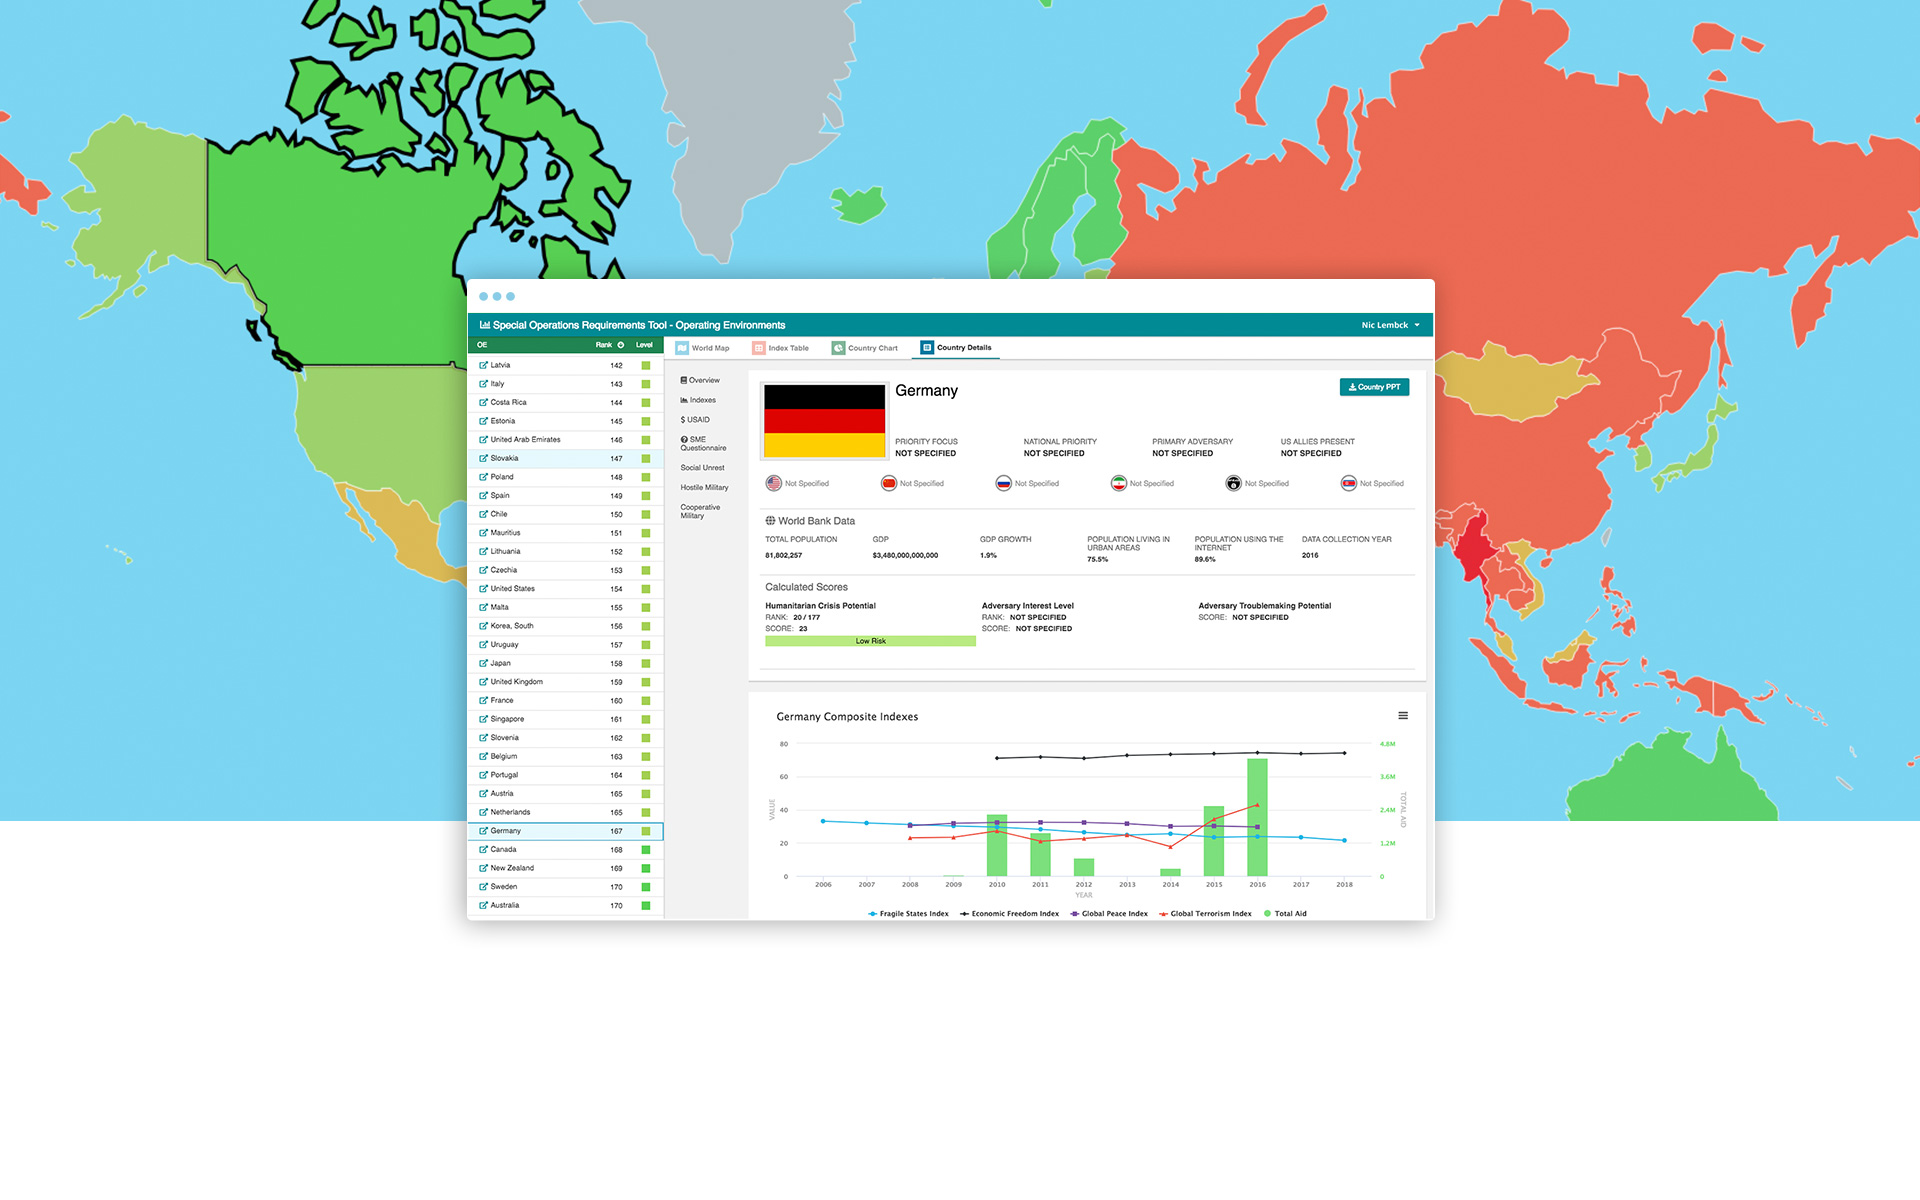 Special Operations Requirements Tool - Operating Environments
Nic Lembck
OE Rank Level
Latvia 142
Italy 143
Costa Rica 144
Estonia 145
United Arab Emirates 146
Slovakia 147
Poland 148
Spain 149
Chile 150
Mauritius 151
Lithuania 152
Czechia 153
United States 154
Malta 155
Korea, South 156
Uruguay 157
Japan 158
United Kingdom 159
France 160
Singapore 161
Slovenia 162
Belgium 163
Portugal 164
Austria 165
Netherlands 165
Germany 167
Canada 168
New Zealand 169
Sweden 170
Australia 170
World Map Index Table Country Chart Country Details
Overview
Indexes
$ USAID
SME
Questionnaire
Social Unrest
Hostile Military
Cooperative
Military
Germany
Country PPT
PRIORITY FOCUS NATIONAL PRIORITY PRIMARY ADVERSARY US ALLIES PRESENT
NOT SPECIFIED NOT SPECIFIED NOT SPECIFIED NOT SPECIFIED
Not Specified Not Specified Not Specified Not Specified Not Specified Not Specified
World Bank Data
TOTAL POPULATION
81,802,257
GDP
$3,480,000,000,000
GDP GROWTH
1.9%
POPULATION LIVING IN
URBAN AREAS
75.5%
POPULATION USING THE
INTERNET
89.6%
DATA COLLECTION YEAR
2016
Calculated Scores
Humanitarian Crisis Potential
RANK: 20 / 177
SCORE: 23
Low Risk
Adversary Interest Level
RANK: NOT SPECIFIED
SCORE: NOT SPECIFIED
Adversary Troublemaking Potential
SCORE: NOT SPECIFIED
Germany Composite Indexes
80 4.8M
60 3.6M
40 2.4M
20 1.2M
0 0
VALUE
TOTAL AID
2006 2007 2008 2009 2010 2011 2012 2013 2014 2015 2016 2017 2018
YEAR
Fragile States Index Economic Freedom Index Global Peace Index Global Terrorism Index Total Aid